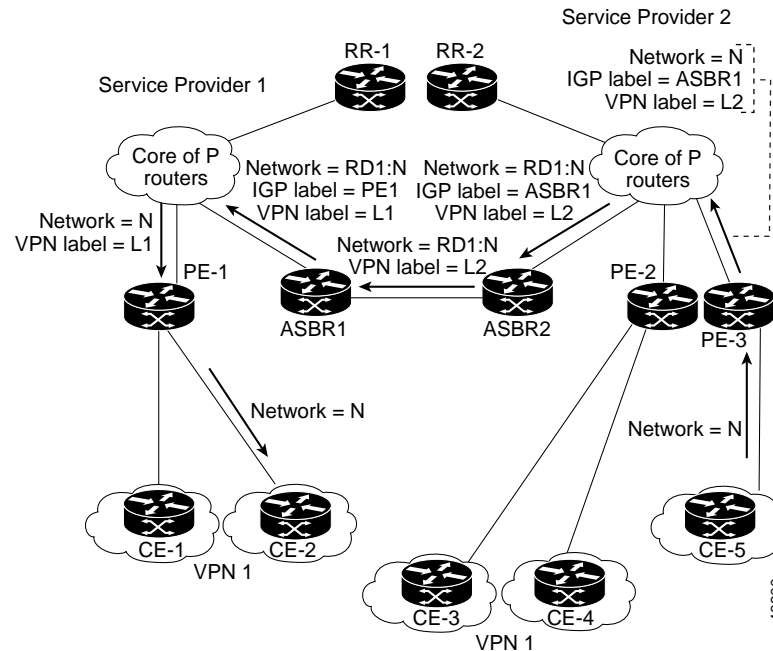 Service Provider 2
RR-1
RR-2
Network = N
IGP label = ASBR1
VPN label = L2
Service Provider 1
Core of P
routers
Network = RD1:N
IGP label = PE1
VPN label = L1
Network = RD1:N
IGP label = ASBR1
VPN label = L2
Core of P
routers
Network = N
VPN label = L1
Network = RD1:N
VPN label = L2
PE-1
ASBR1
ASBR2
PE-2
PE-3
Network = N
Network = N
CE-1
CE-2
VPN 1
CE-5
CE-3
CE-4
VPN 1